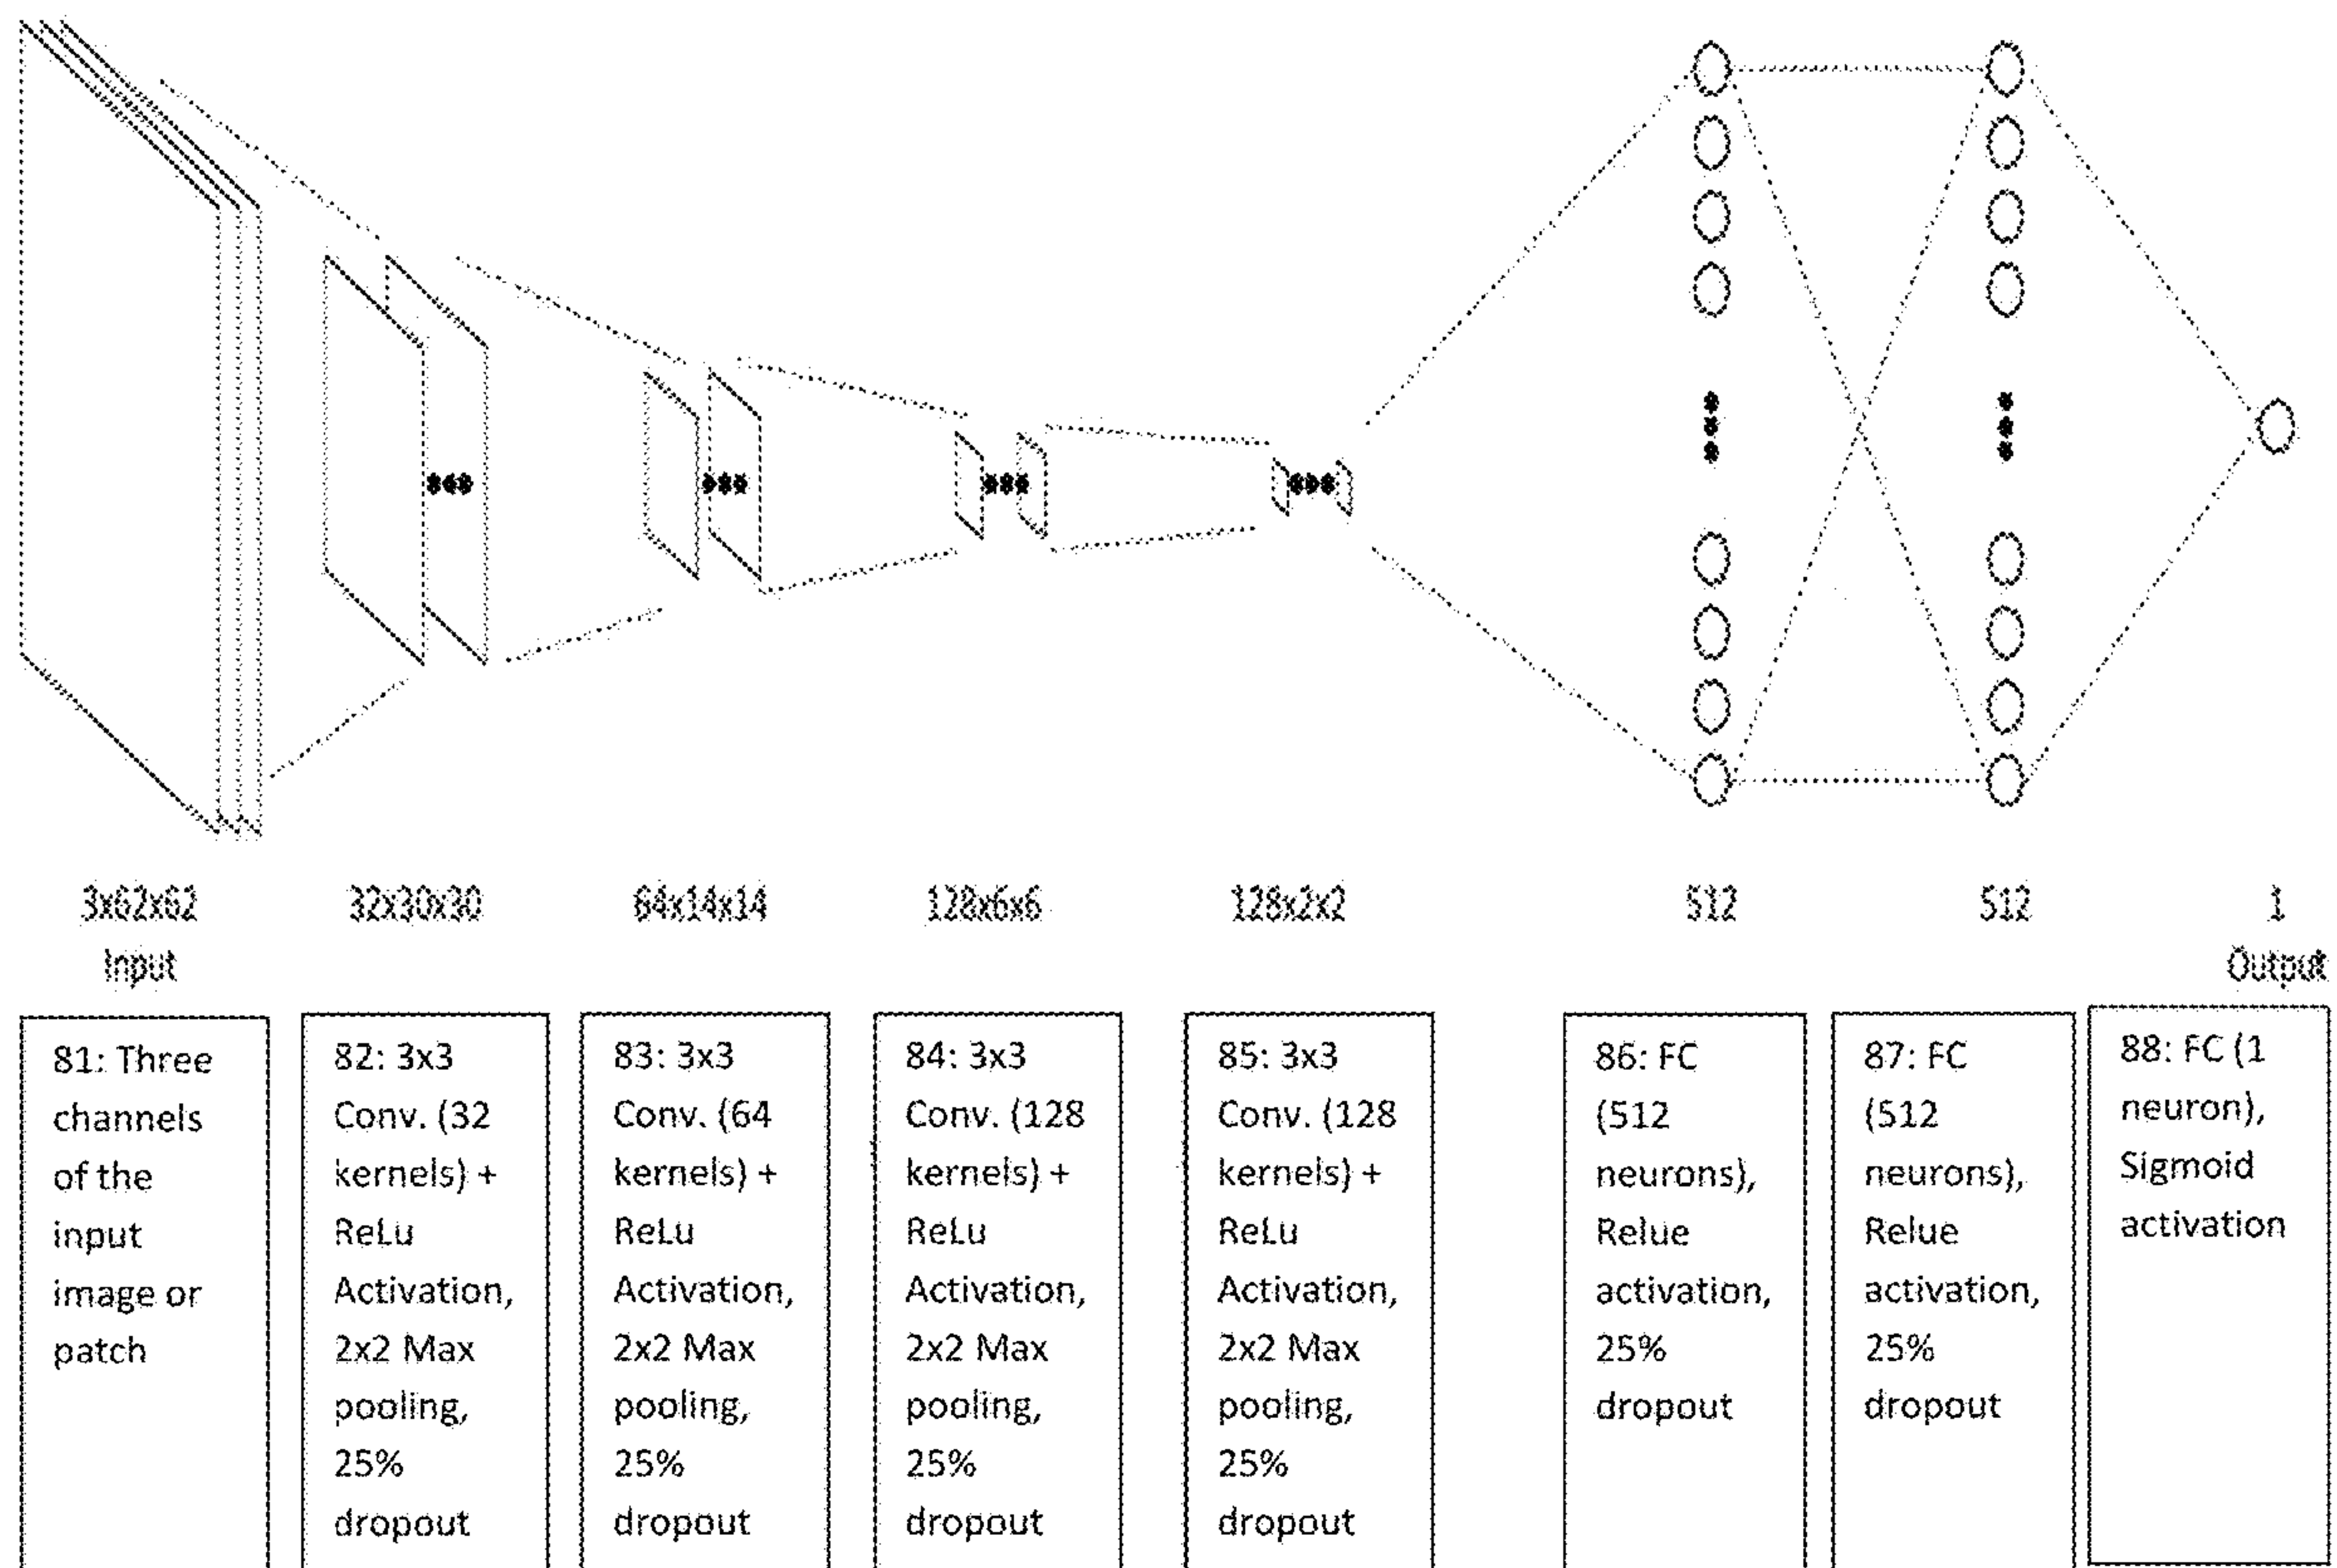 3x62x62
32x30x30
64x14x14
128x6x6
128x2x2
512
512
1
Input
Output
81: Three
channels
of the
input
image or
patch
82: 3x3
Conv. (32
kernels) +
ReLu
Activation,
2x2 Max
pooling,
25%
dropout
83: 3x3
Conv. (64
kernels) +
ReLu
Activation,
2x2 Max
pooling,
25%
dropout
84: 3x3
Conv. (128
kernels) +
ReLu
Activation,
2x2 Max
pooling,
25%
dropout
85: 3x3
Conv. (128
kernels) +
ReLu
Activation,
2x2 Max
pooling,
25%
dropout
86: FC
(512
neurons),
Relue
activation,
25%
dropout
87: FC
(512
neurons),
Relue
activation,
25%
dropout
88: FC (1
neuron),
Sigmoid
activation